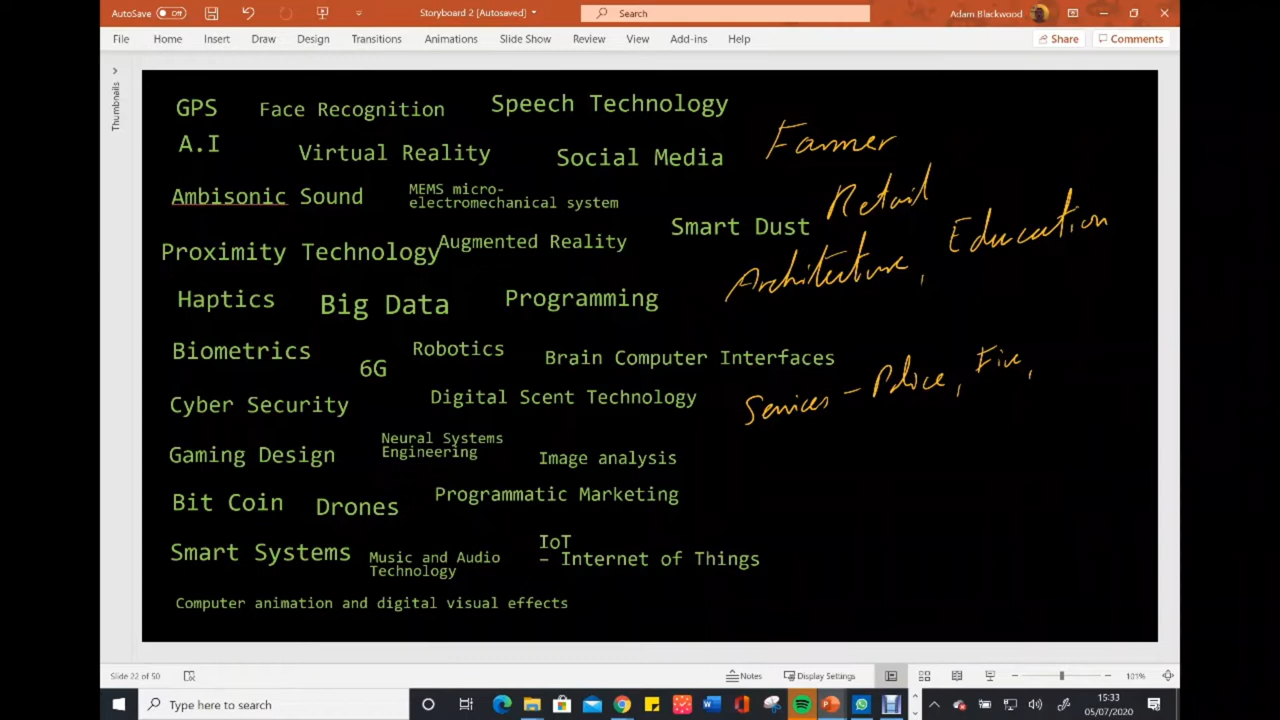 AutoSave Off Storyboard 2 [Autosaved] Search Adam Blackwood
File Home Insert Draw Design Transitions Animations Slide Show Review View Add-ins Help Share Comments
Thumbnails
GPS Face Recognition Speech Technology
A.I Virtual Reality Social Media Farmer
Ambisonic Sound MEMS micro-
electromechanical system
Retail
Smart Dust
Education
Proximity Technology Augmented Reality
Architecture,
Haptics Big Data Programming
Biometrics 6G Robotics Brain Computer Interfaces
Services – Police, Fire,
Cyber Security Digital Scent Technology
Gaming Design Neural Systems
Engineering
Image analysis
Bit Coin Drones Programmatic Marketing
Smart Systems Music and Audio
Technology
IoT
– Internet of Things
Computer animation and digital visual effects
Slide 22 of 50 Notes Display Settings 101%
Type here to search 15:33
05/07/2020